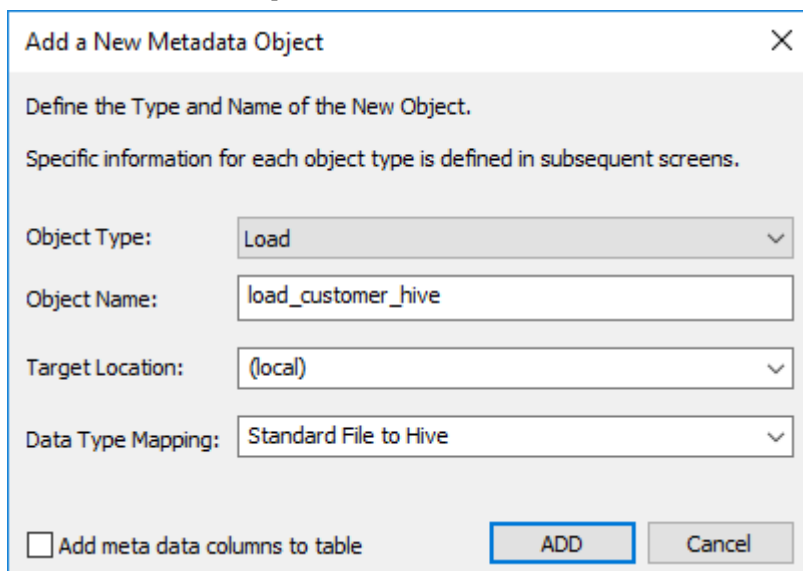 Add a New Metadata Object
Define the Type and Name of the New Object.
Specific information for each object type is defined in subsequent screens.
Object Type: Load
Object Name: load_customer_hive
Target Location: (local)
Data Type Mapping: Standard File to Hive
Add meta data columns to table ADD Cancel